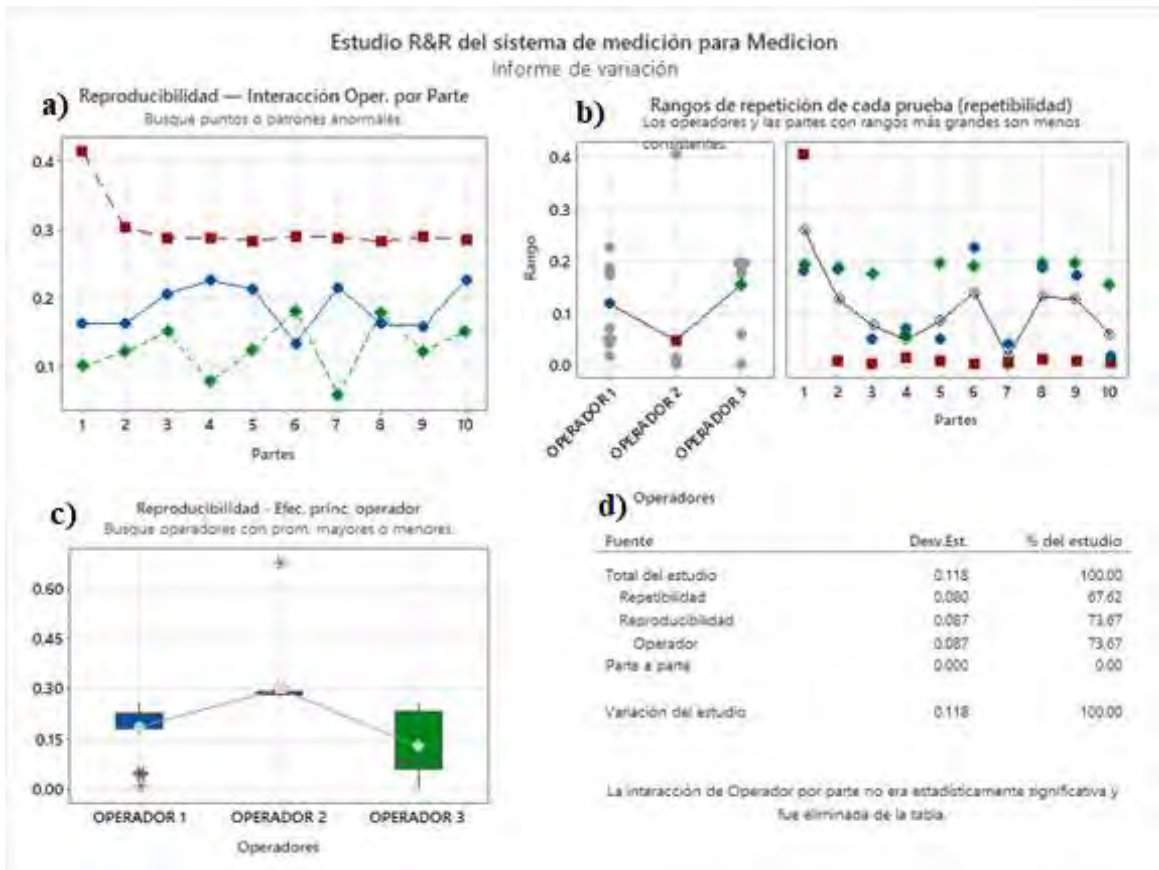 Estudio R&R del sistema de medición para Medicion
Informe de variación
a) Reproducibilidad — Interacción Oper. por Parte
Busque puntos o patrones anormales.
0.4
0.3
0.2
0.1
1 2 3 4 5 6 7 8 9 10
Partes
b) Rangos de repetición de cada prueba (repetibilidad)
Los operadores y las partes con rangos más grandes son menos
consistentes.
Rango
0.4
0.3
0.2
0.1
0.0
OPERADOR 1
OPERADOR 2
OPERADOR 3
1 2 3 4 5 6 7 8 9 10
Partes
c) Reproducibilidad - Efec. princ. operador
Busque operadores con prom. mayores o menores.
0.60
0.45
0.30
0.15
0.00
OPERADOR 1 OPERADOR 2 OPERADOR 3
Operadores
d) Operadores
Fuente Desv.Est. % del estudio
Total del estudio 0.118 100.00
Repetibilidad 0.080 67.62
Reproducibilidad 0.087 73.67
Operador 0.087 73.67
Parte a parte 0.000 0.00
Variación del estudio 0.118 100.00
La interacción de Operador por parte no era estadísticamente significativa y
fue eliminada de la tabla.